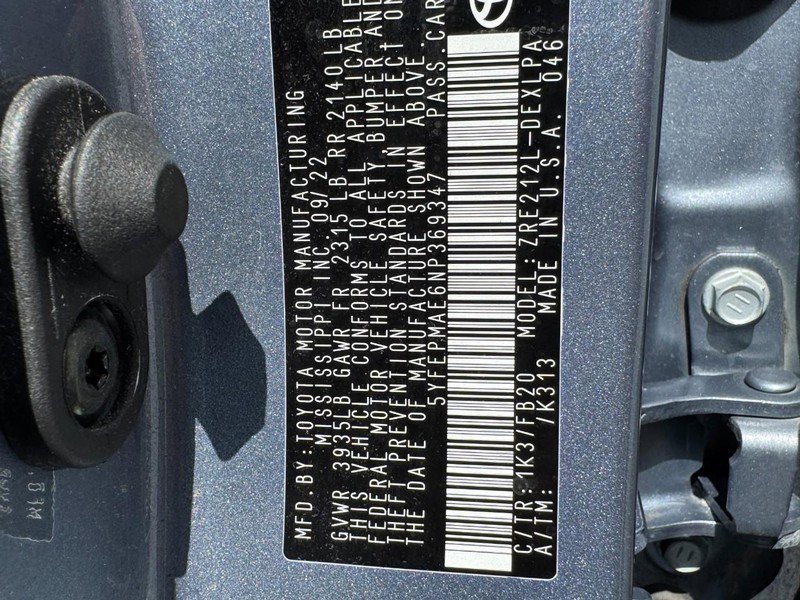 MFD.BY:TOYOTA MOTOR MANUFACTURING
MISSISSIPPI INC. 09/22
GVWR 3935LB GAWR FR 2315 LB RR 2140LB
THIS VEHICLE CONFORMS TO ALL APPLICABLE
FEDERAL MOTOR VEHICLE SAFETY, BUMPER AND
THEFT PREVENTION STANDARDS IN EFFECT ON
THE DATE OF MANUFACTURE SHOWN ABOVE.
5YFEPMAE6NP369347 PASS.CAR
C/TR: 1K3/FB20 MODEL: ZRE212L-DEXLPA
A/TM: /K313 MADE IN U.S.A. 046